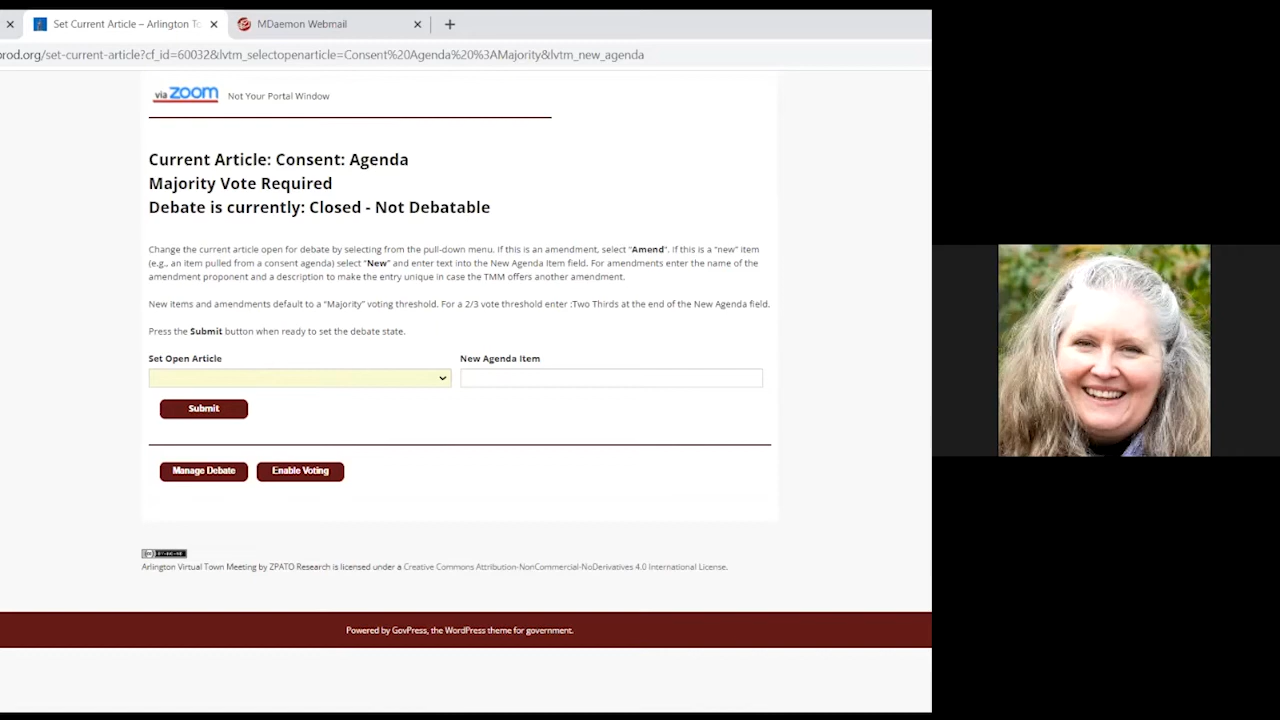 Set Current Article – Arlington To
MDaemon Webmail
prod.org/set-current-article?cf_id=60032&lvtm_selectopenarticle=Consent%20Agenda%20%3AMajority&lvtm_new_agenda
via zoom Not Your Portal Window
Current Article: Consent: Agenda
Majority Vote Required
Debate is currently: Closed - Not Debatable
Change the current article open for debate by selecting from the pull-down menu. If this is an amendment, select "Amend". If this is a "new" item
(e.g., an item pulled from a consent agenda) select "New" and enter text into the New Agenda Item field. For amendments enter the name of the
amendment proponent and a description to make the entry unique in case the TMM offers another amendment.
New items and amendments default to a "Majority" voting threshold. For a 2/3 vote threshold enter :Two Thirds at the end of the New Agenda field.
Press the Submit button when ready to set the debate state.
Set Open Article
New Agenda Item
Submit
Manage Debate
Enable Voting
Arlington Virtual Town Meeting by ZPATO Research is licensed under a Creative Commons Attribution-NonCommercial-NoDerivatives 4.0 International License.
Powered by GovPress, the WordPress theme for government.